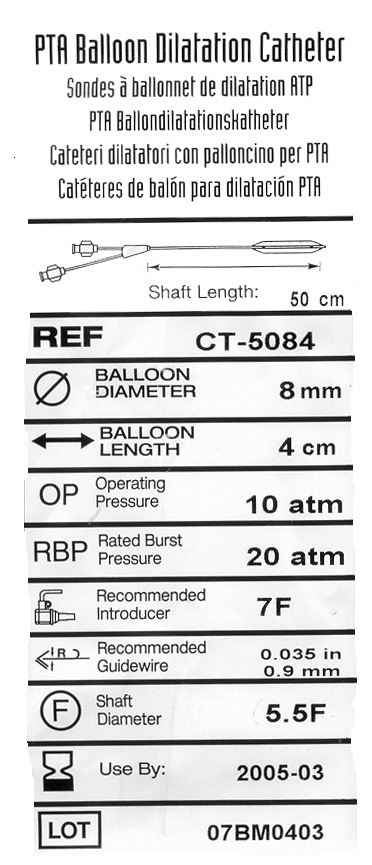 PTA Balloon Dilatation Catheter
Sondes à ballonnet de dilatation ATP
PTA Ballondilatationskatheter
Cateteri dilatatori con palloncino per PTA
Catéteres de balón para dilatación PTA
Shaft Length: 50 cm
REF CT-5084
BALLOON
DIAMETER 8 mm
BALLOON
LENGTH 4 cm
OP Operating
Pressure 10 atm
RBP Rated Burst
Pressure 20 atm
Recommended
Introducer 7F
R Recommended
Guidewire 0.035 in
0.9 mm
F Shaft
Diameter 5.5F
Use By: 2005-03
LOT 07BM0403